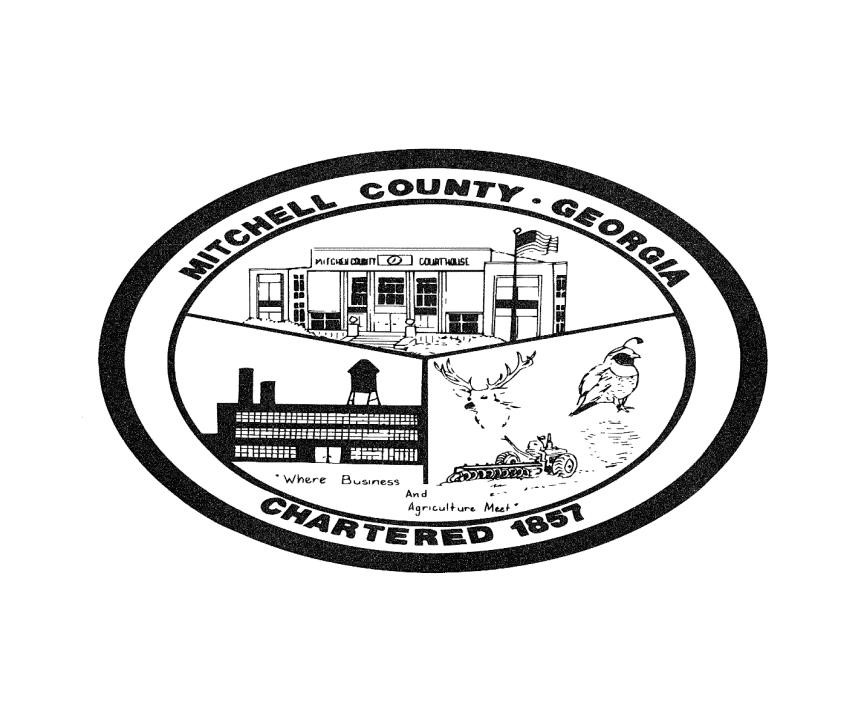 MITCHELL COUNTY · GEORGIA
MITCHELL COUNTY COURTHOUSE
"Where Business
And
Agriculture Meet"
CHARTERED 1857